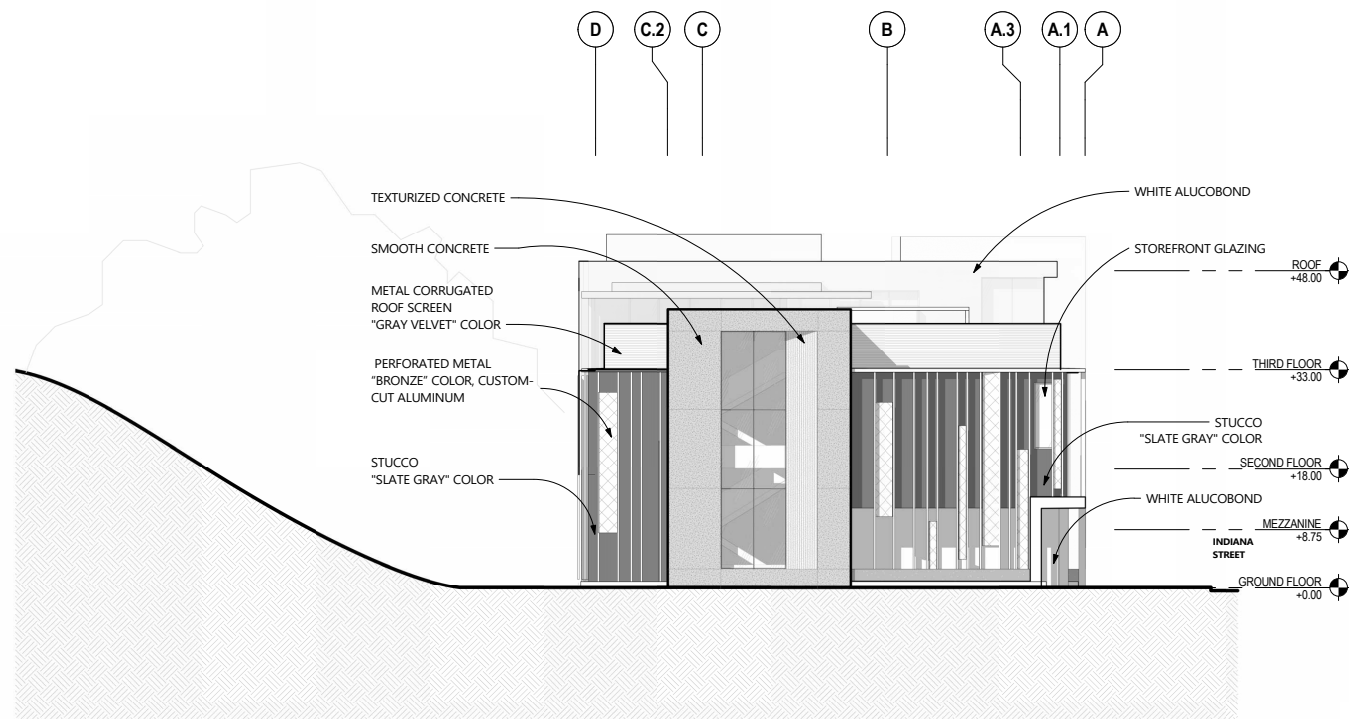 D
C.2
C
B
A.3
A.1
A
TEXTURIZED CONCRETE
SMOOTH CONCRETE
METAL CORRUGATED
ROOF SCREEN
"GRAY VELVET" COLOR
PERFORATED METAL
"BRONZE" COLOR, CUSTOM-
CUT ALUMINUM
STUCCO
"SLATE GRAY" COLOR
WHITE ALUCOBOND
STOREFRONT GLAZING
STUCCO
"SLATE GRAY" COLOR
WHITE ALUCOBOND
INDIANA
STREET
ROOF
+48.00
THIRD FLOOR
+33.00
SECOND FLOOR
+18.00
MEZZANINE
+8.75
GROUND FLOOR
+0.00